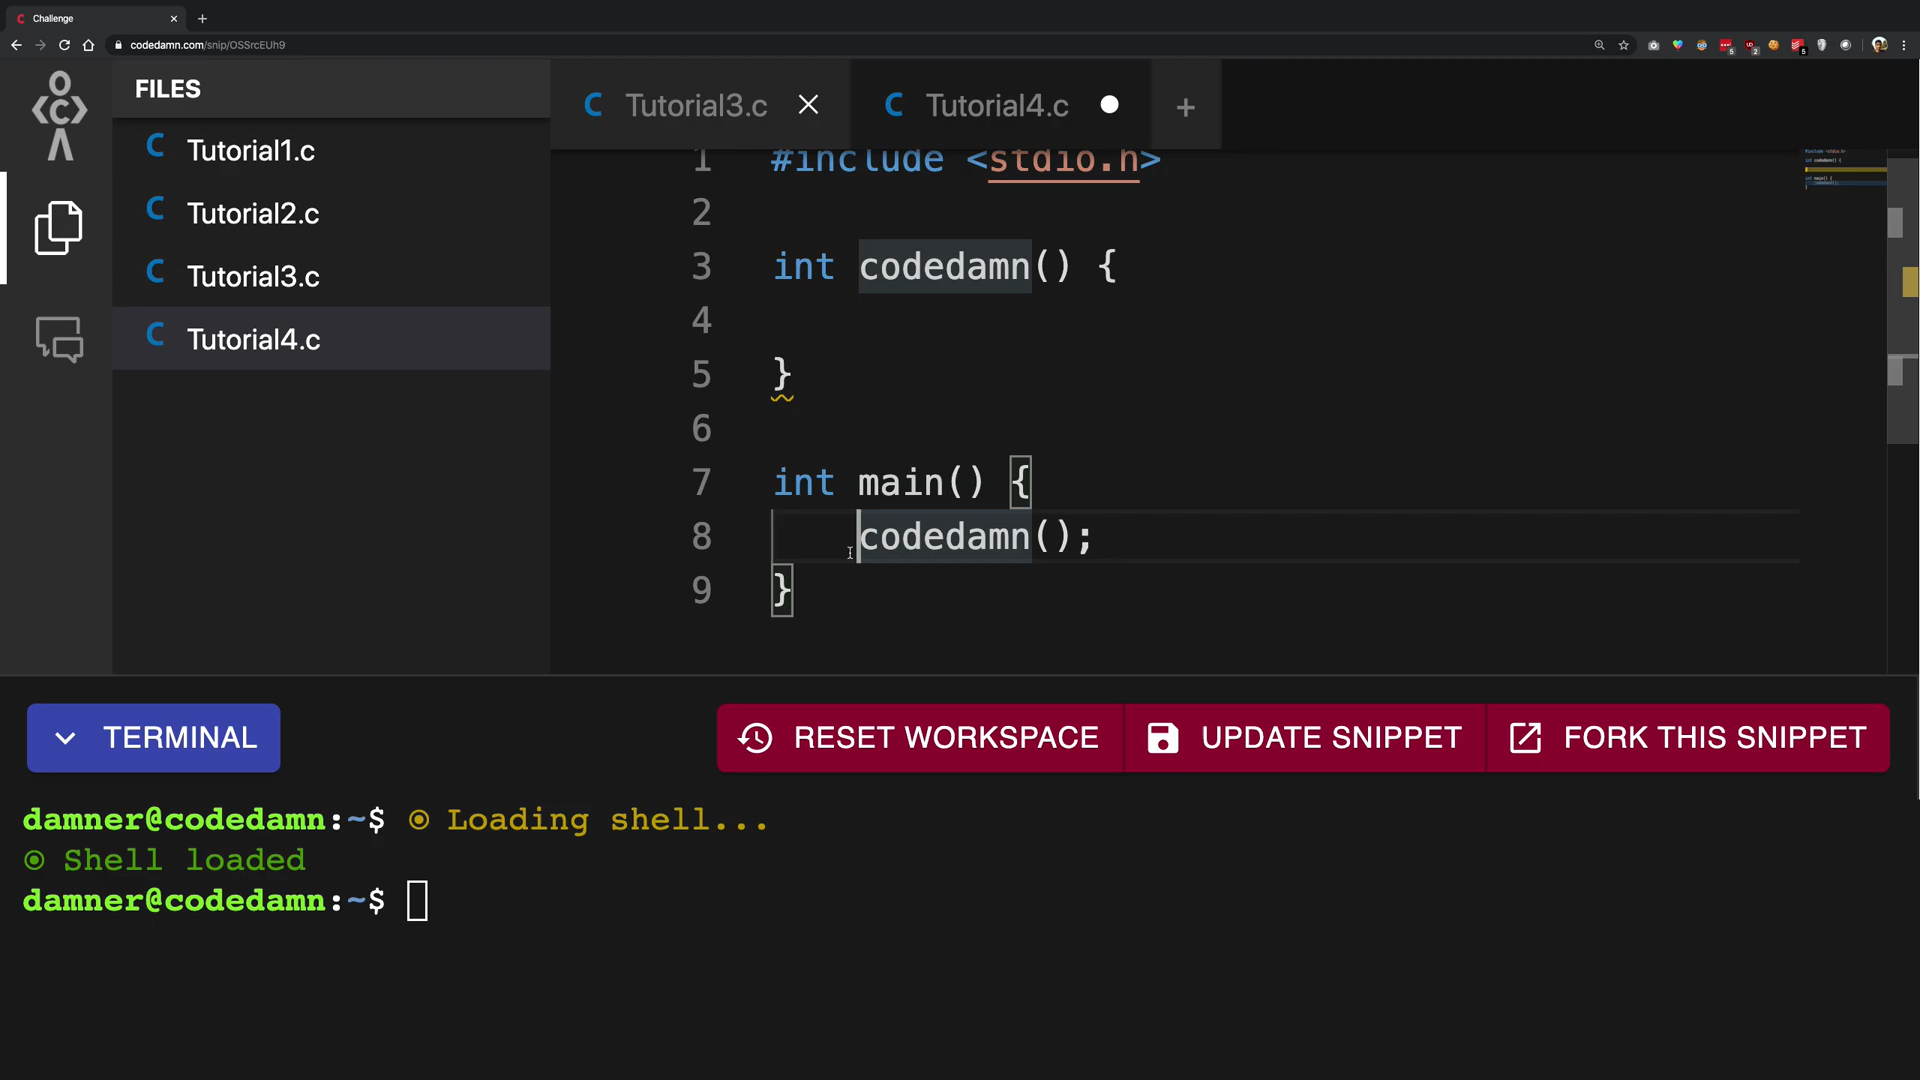 Challenge
codedamn.com/snip/OSSrcEUh9
FILES
Tutorial1.c
Tutorial2.c
Tutorial3.c
Tutorial4.c
C Tutorial3.c
C Tutorial4.c
1 #include <stdio.h>
2
3 int codedamn() {
4
5 }
6
7 int main() {
8 codedamn();
9 }
TERMINAL
RESET WORKSPACE
UPDATE SNIPPET
FORK THIS SNIPPET
damner@codedamn:~$ Loading shell...
Shell loaded
damner@codedamn:~$